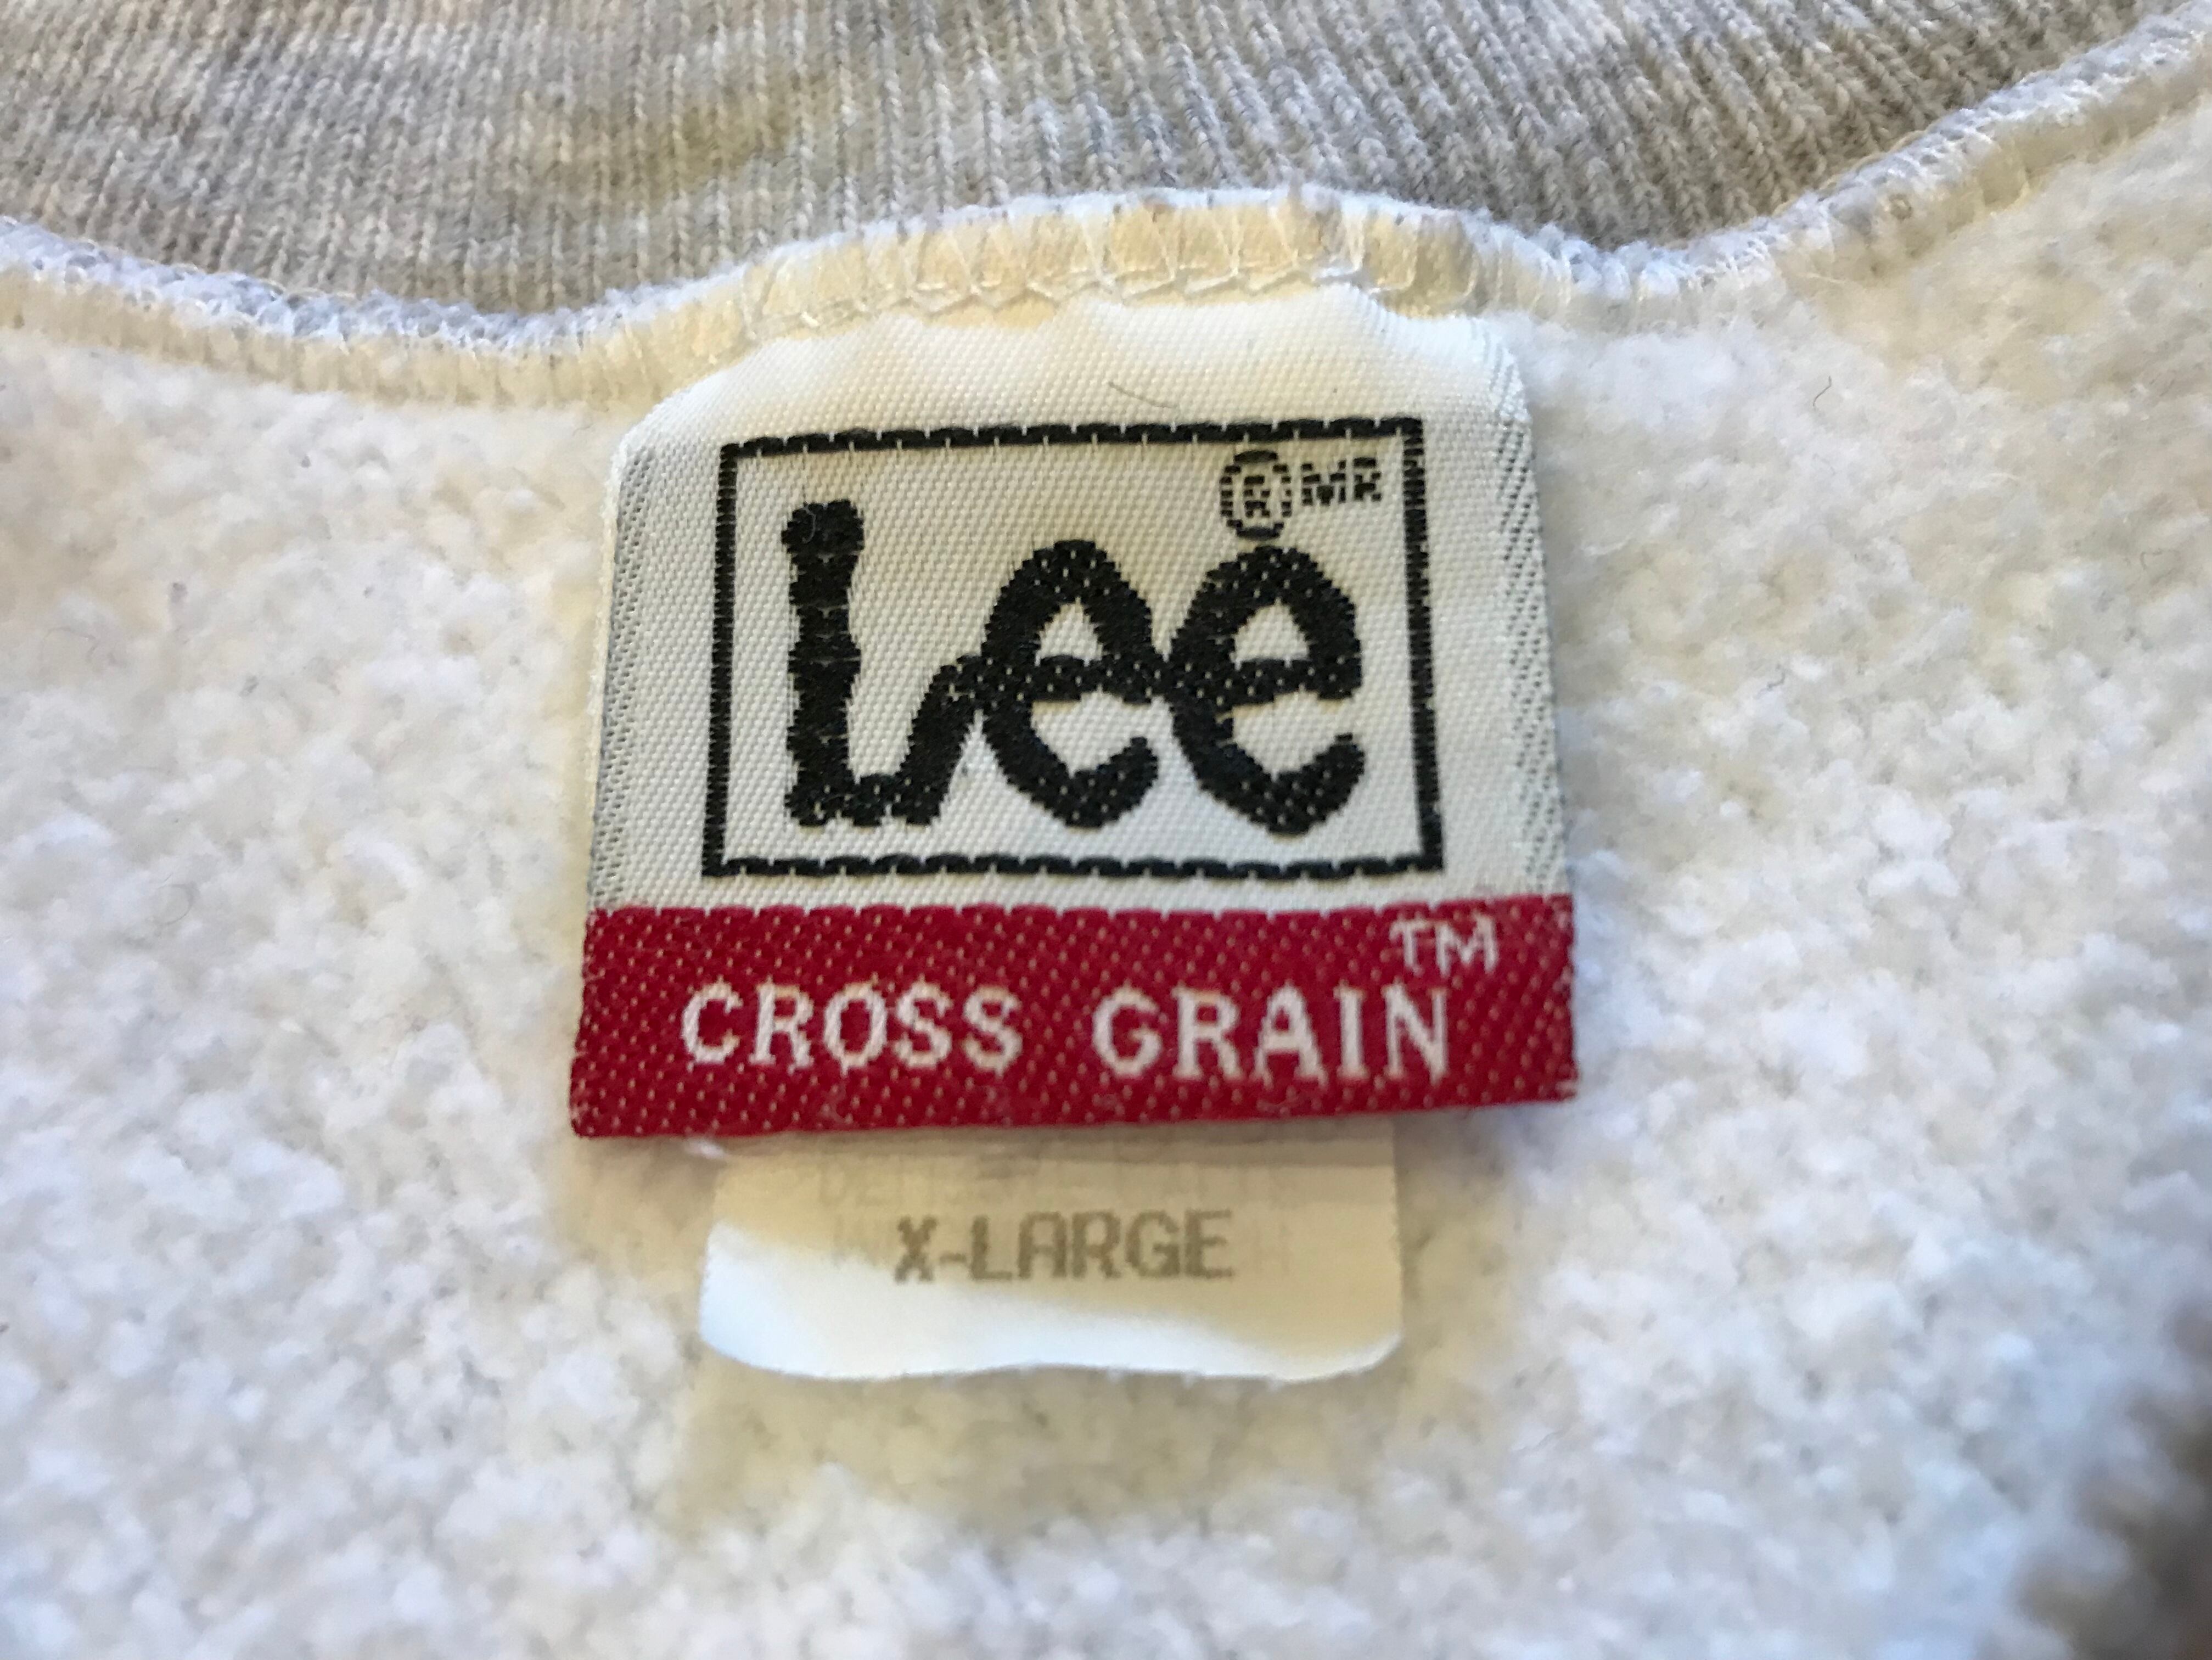 Lee ® MR
CROSS GRAIN™
X-LARGE